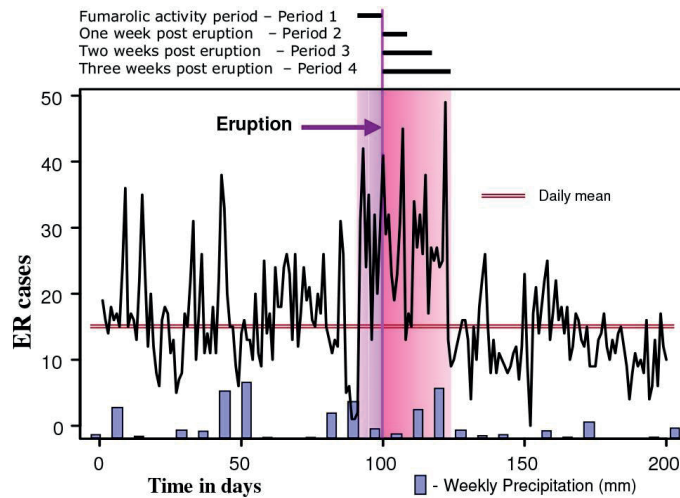 Fumarolic activity period – Period 1
One week post eruption – Period 2
Two weeks post eruption – Period 3
Three weeks post eruption – Period 4
50
40
30
20
10
0
ER cases
Eruption
Daily mean
0 50 100 150 200
Time in days
- Weekly Precipitation (mm)